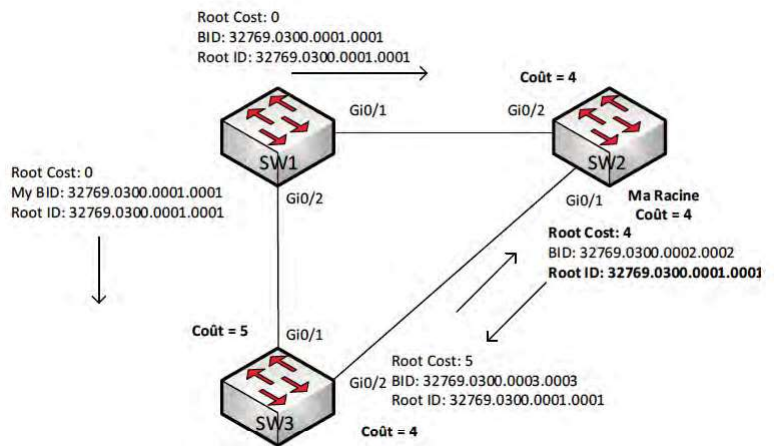 Root Cost: 0
BID: 32769.0300.0001.0001
Root ID: 32769.0300.0001.0001
Coût = 4
Gi0/1
Gi0/2
SW1
SW2
Root Cost: 0
My BID: 32769.0300.0001.0001
Root ID: 32769.0300.0001.0001
Gi0/2
Gi0/1
Ma Racine
Coût = 4
Root Cost: 4
BID: 32769.0300.0002.0002
Root ID: 32769.0300.0001.0001
Coût = 5
Gi0/1
Gi0/2
Root Cost: 5
BID: 32769.0300.0003.0003
Root ID: 32769.0300.0001.0001
SW3
Coût = 4